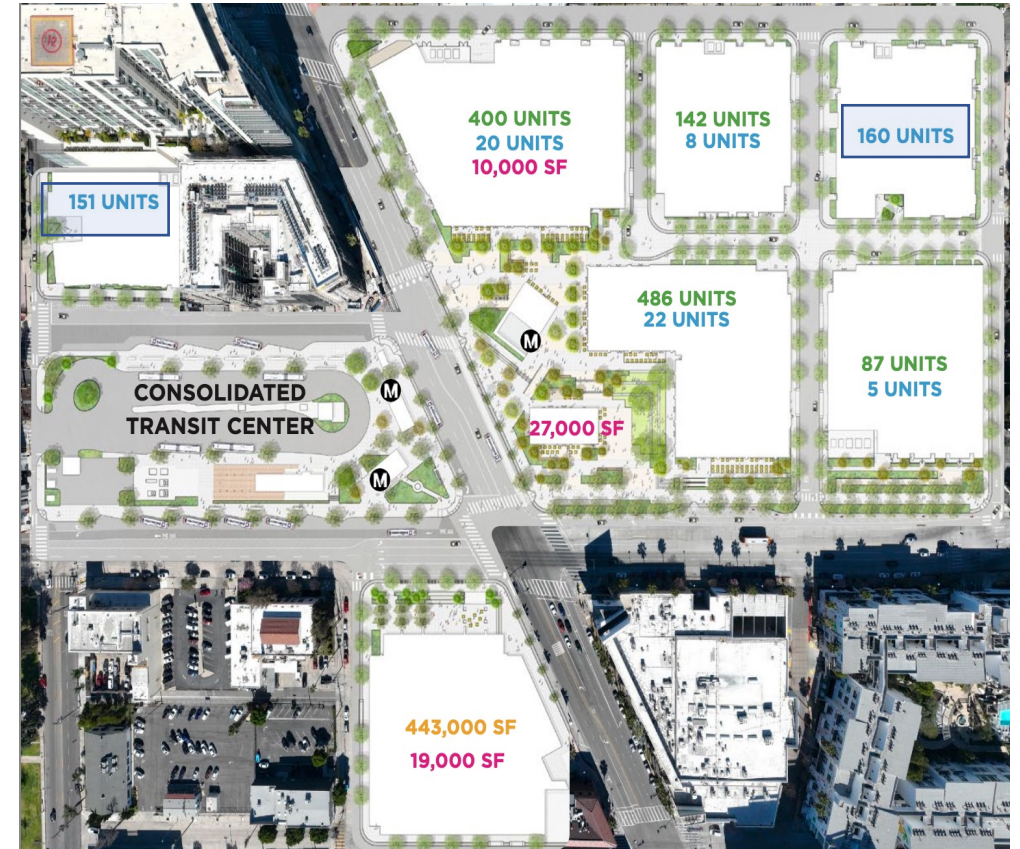 400 UNITS
20 UNITS
10,000 SF
142 UNITS
8 UNITS
160 UNITS
151 UNITS
486 UNITS
22 UNITS
M
87 UNITS
5 UNITS
CONSOLIDATED
TRANSIT CENTER
M
27,000 SF
M
443,000 SF
19,000 SF